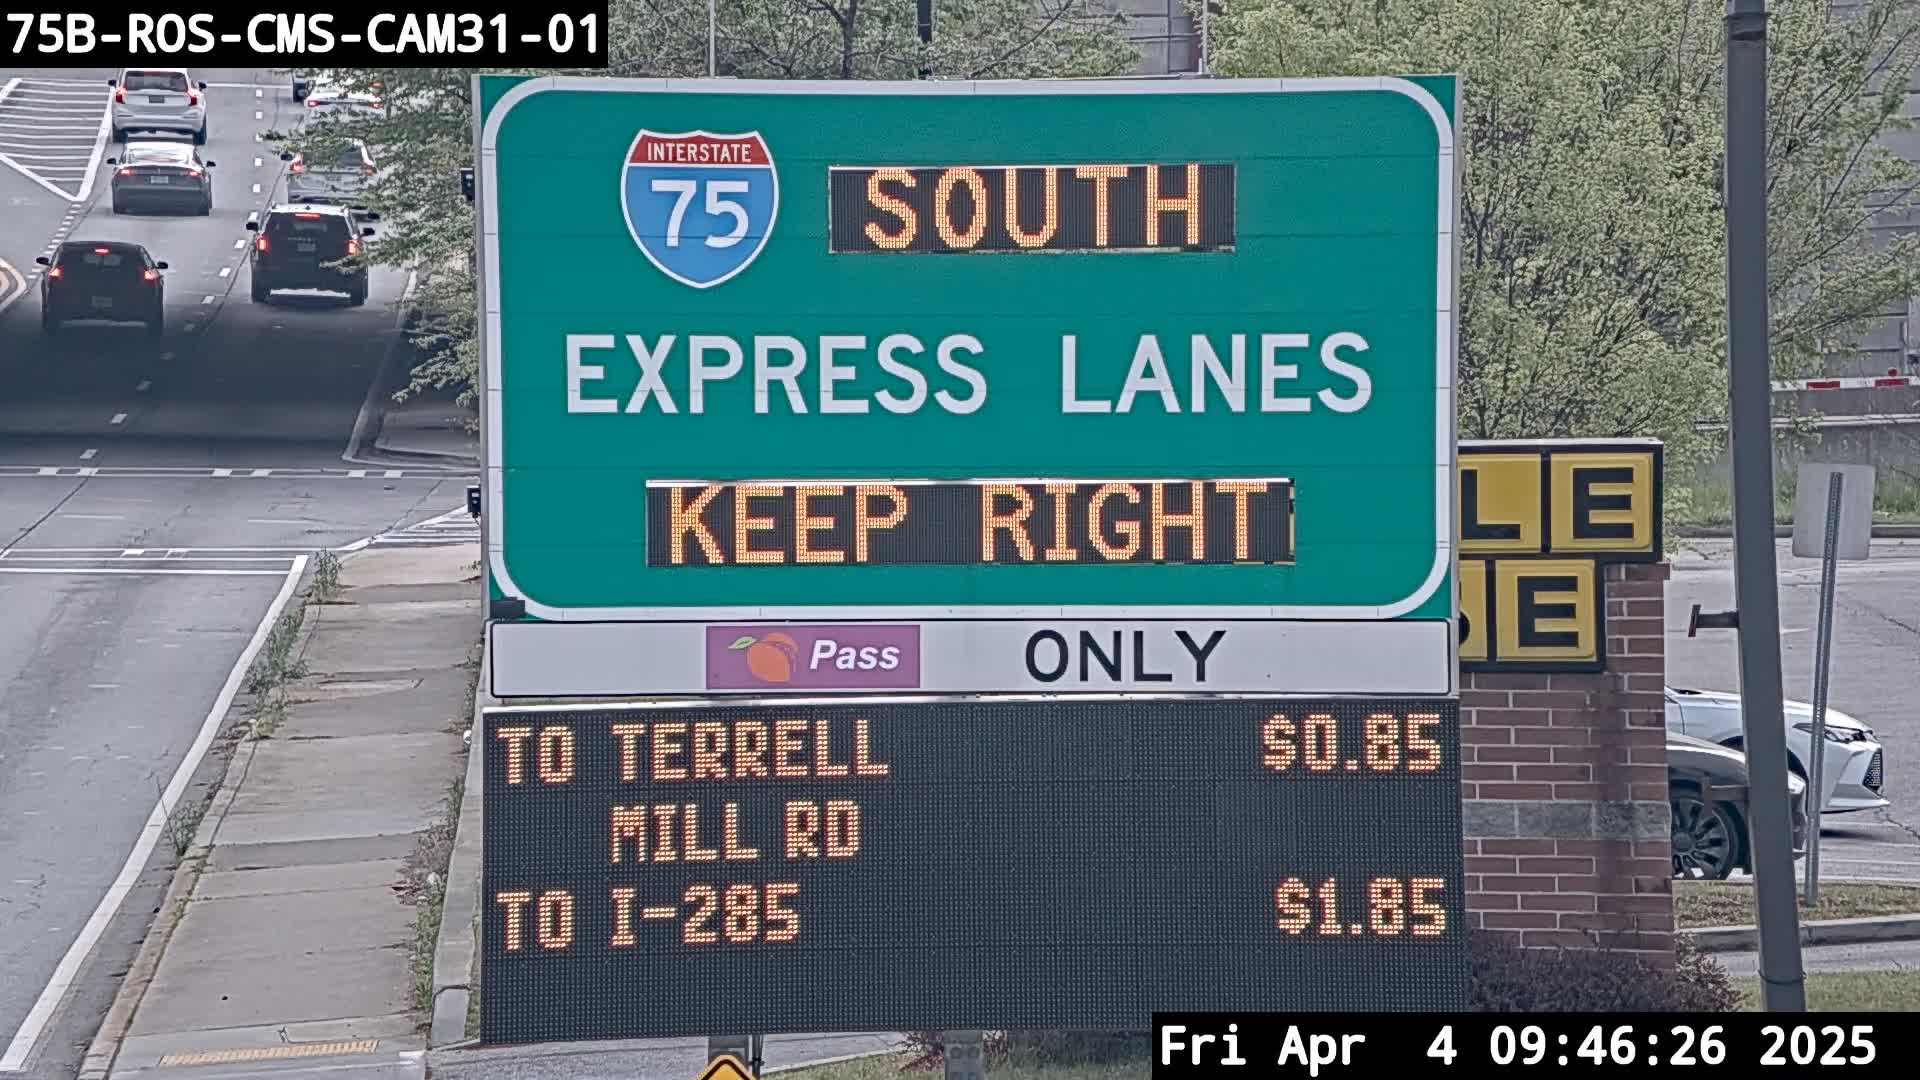 75B-ROS-CMS-CAM31-01
INTERSTATE
75
SOUTH
EXPRESS LANES
KEEP RIGHT
Pass ONLY
TO TERRELL $0.85
MILL RD
TO I-285 $1.85
LE
E
Fri Apr 4 09:46:26 2025